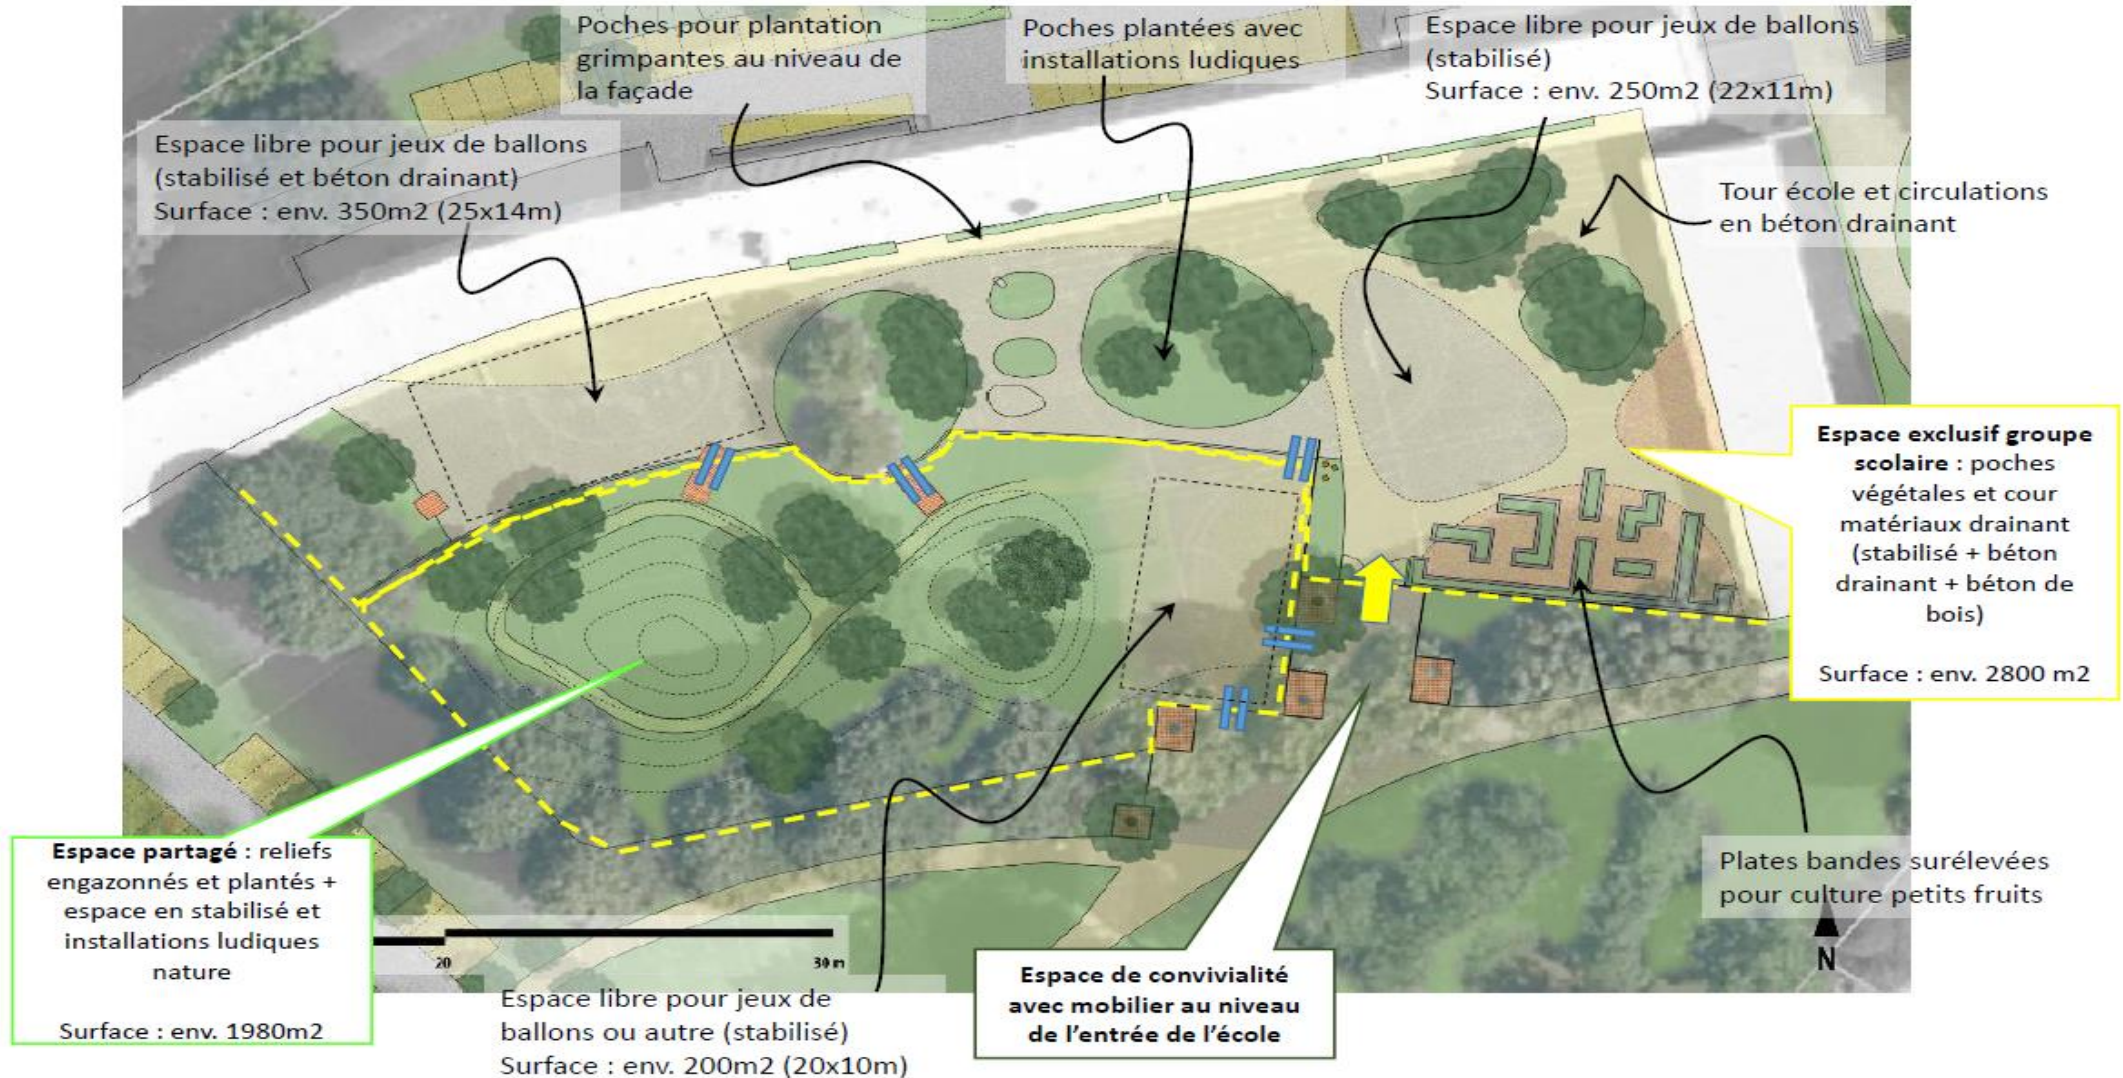 Poches pour plantation
grimpantes au niveau de
la façade
Poches plantées avec
installations ludiques
Espace libre pour jeux de ballons
(stabilisé)
Surface : env. 250m2 (22x11m)
Espace libre pour jeux de ballons
(stabilisé et béton drainant)
Surface : env. 350m2 (25x14m)
Tour école et circulations
en béton drainant
Espace exclusif groupe
scolaire : poches
végétales et cour
matériaux drainant
(stabilisé + béton
drainant + béton de
bois)
Surface : env. 2800 m2
Espace partagé : reliefs
engazonnés et plantés +
espace en stabilisé et
installations ludiques
nature
Surface : env. 1980m2
20
30 m
Espace libre pour jeux de
ballons ou autre (stabilisé)
Surface : env. 200m2 (20x10m)
Espace de convivialité
avec mobilier au niveau
de l'entrée de l'école
Plates bandes surélevées
pour culture petits fruits
N